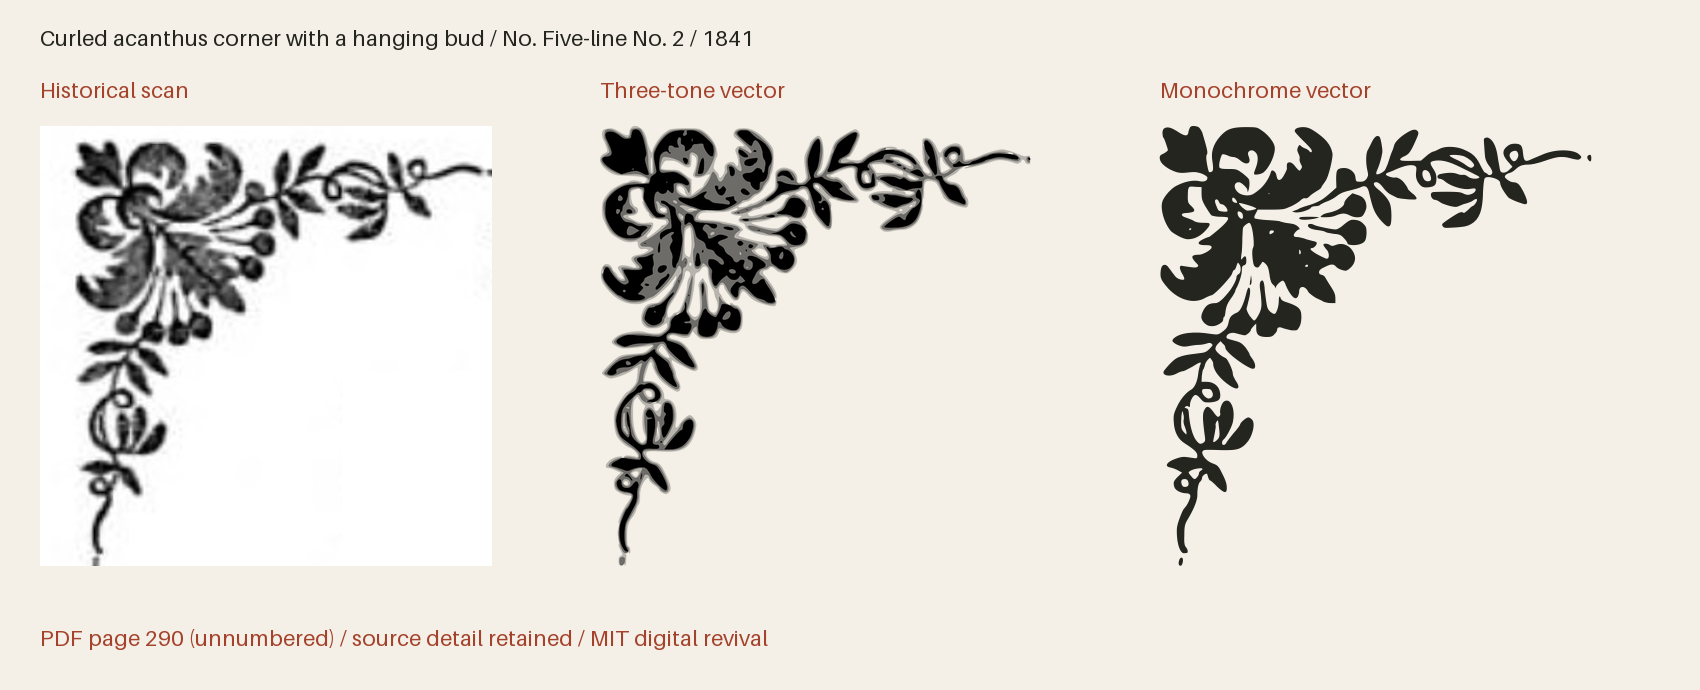 Curled acanthus corner with a hanging bud / No. Five-line No. 2 / 1841
Historical scan
Three-tone vector
Monochrome vector
PDF page 290 (unnumbered) / source detail retained / MIT digital revival